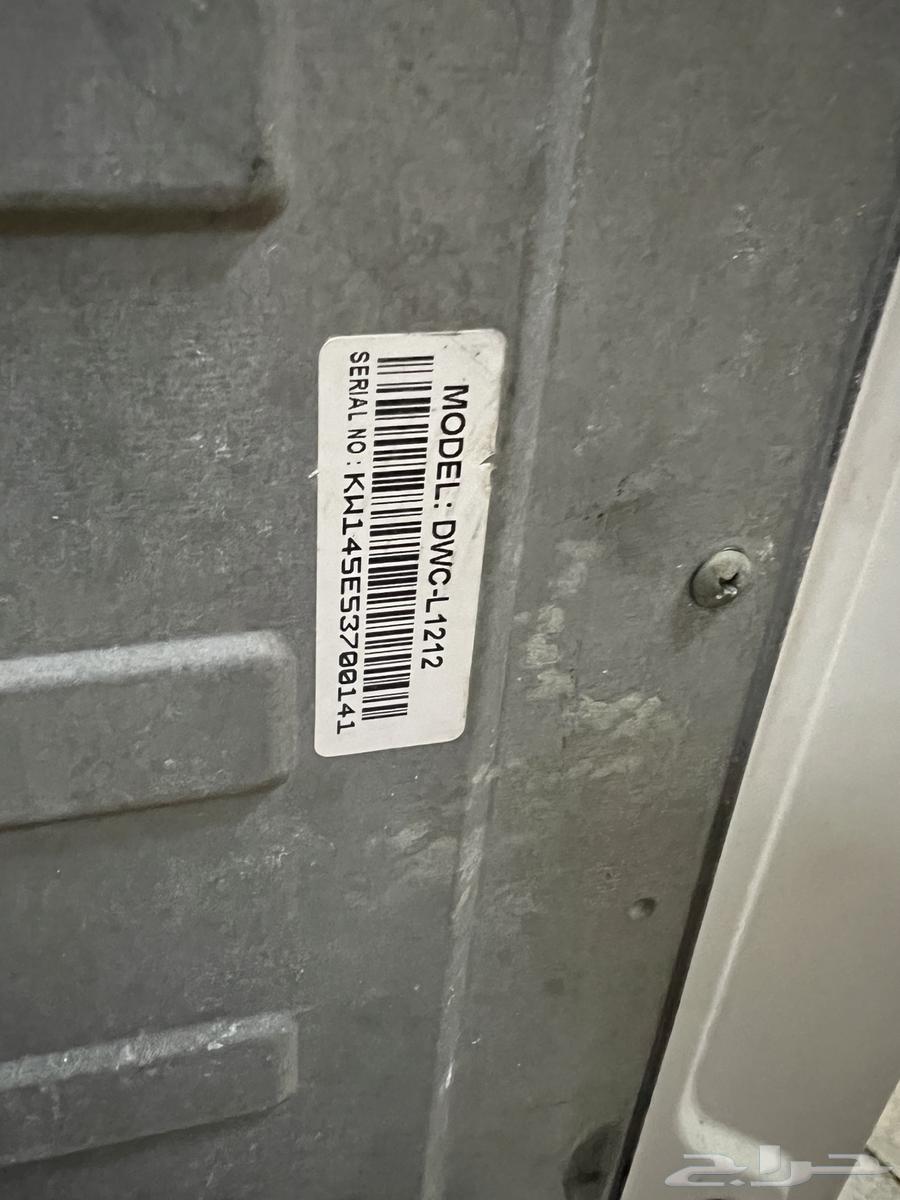 MODEL: DWC-L1212
SERIAL NO: KW145E53700141
حراج